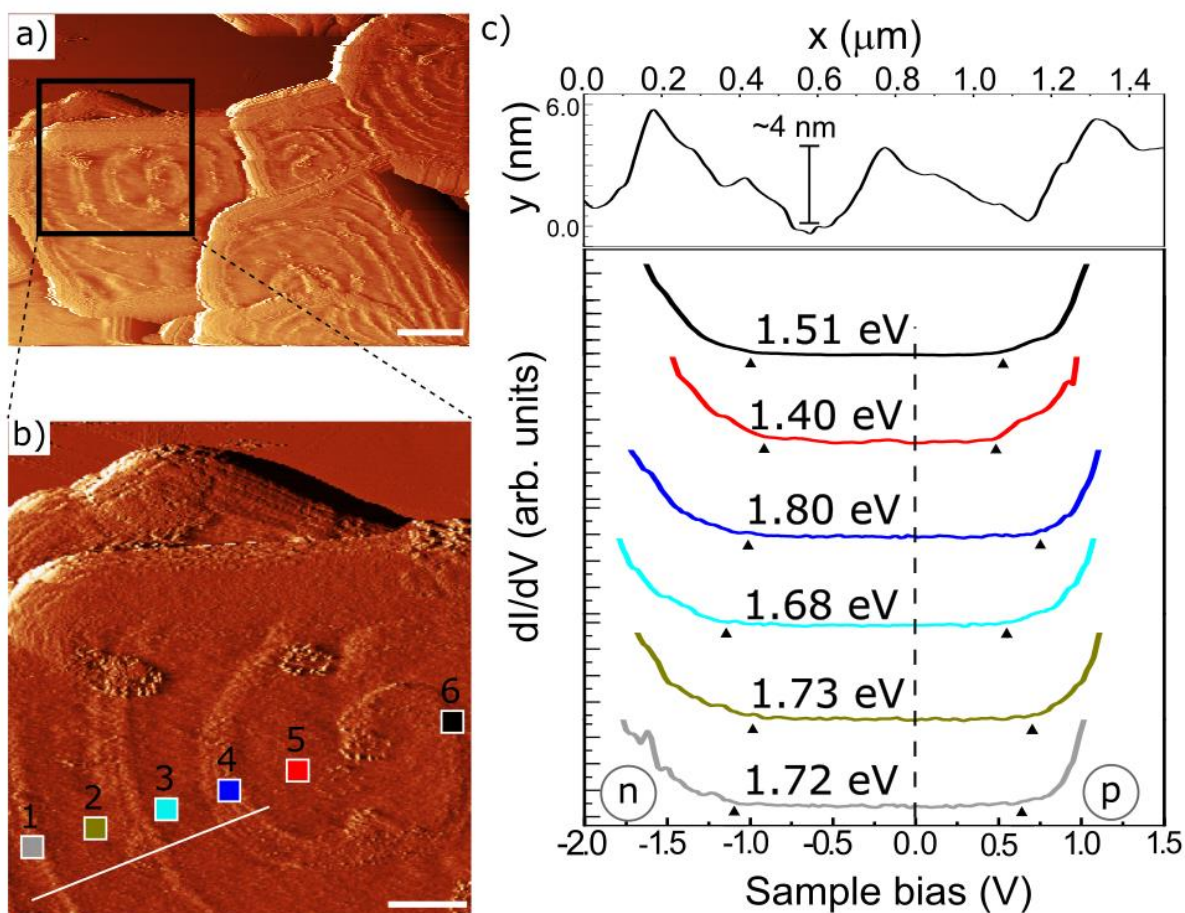 a)
b)
1
2
3
4
5
6
c)
x (μm)
0.0 0.2 0.4 0.6 0.8 1.0 1.2 1.4
y (nm)
6.0
0.0
~4 nm
dI/dV (arb. units)
1.51 eV
1.40 eV
1.80 eV
1.68 eV
1.73 eV
1.72 eV
n
p
-2.0 -1.5 -1.0 -0.5 0.0 0.5 1.0 1.5
Sample bias (V)